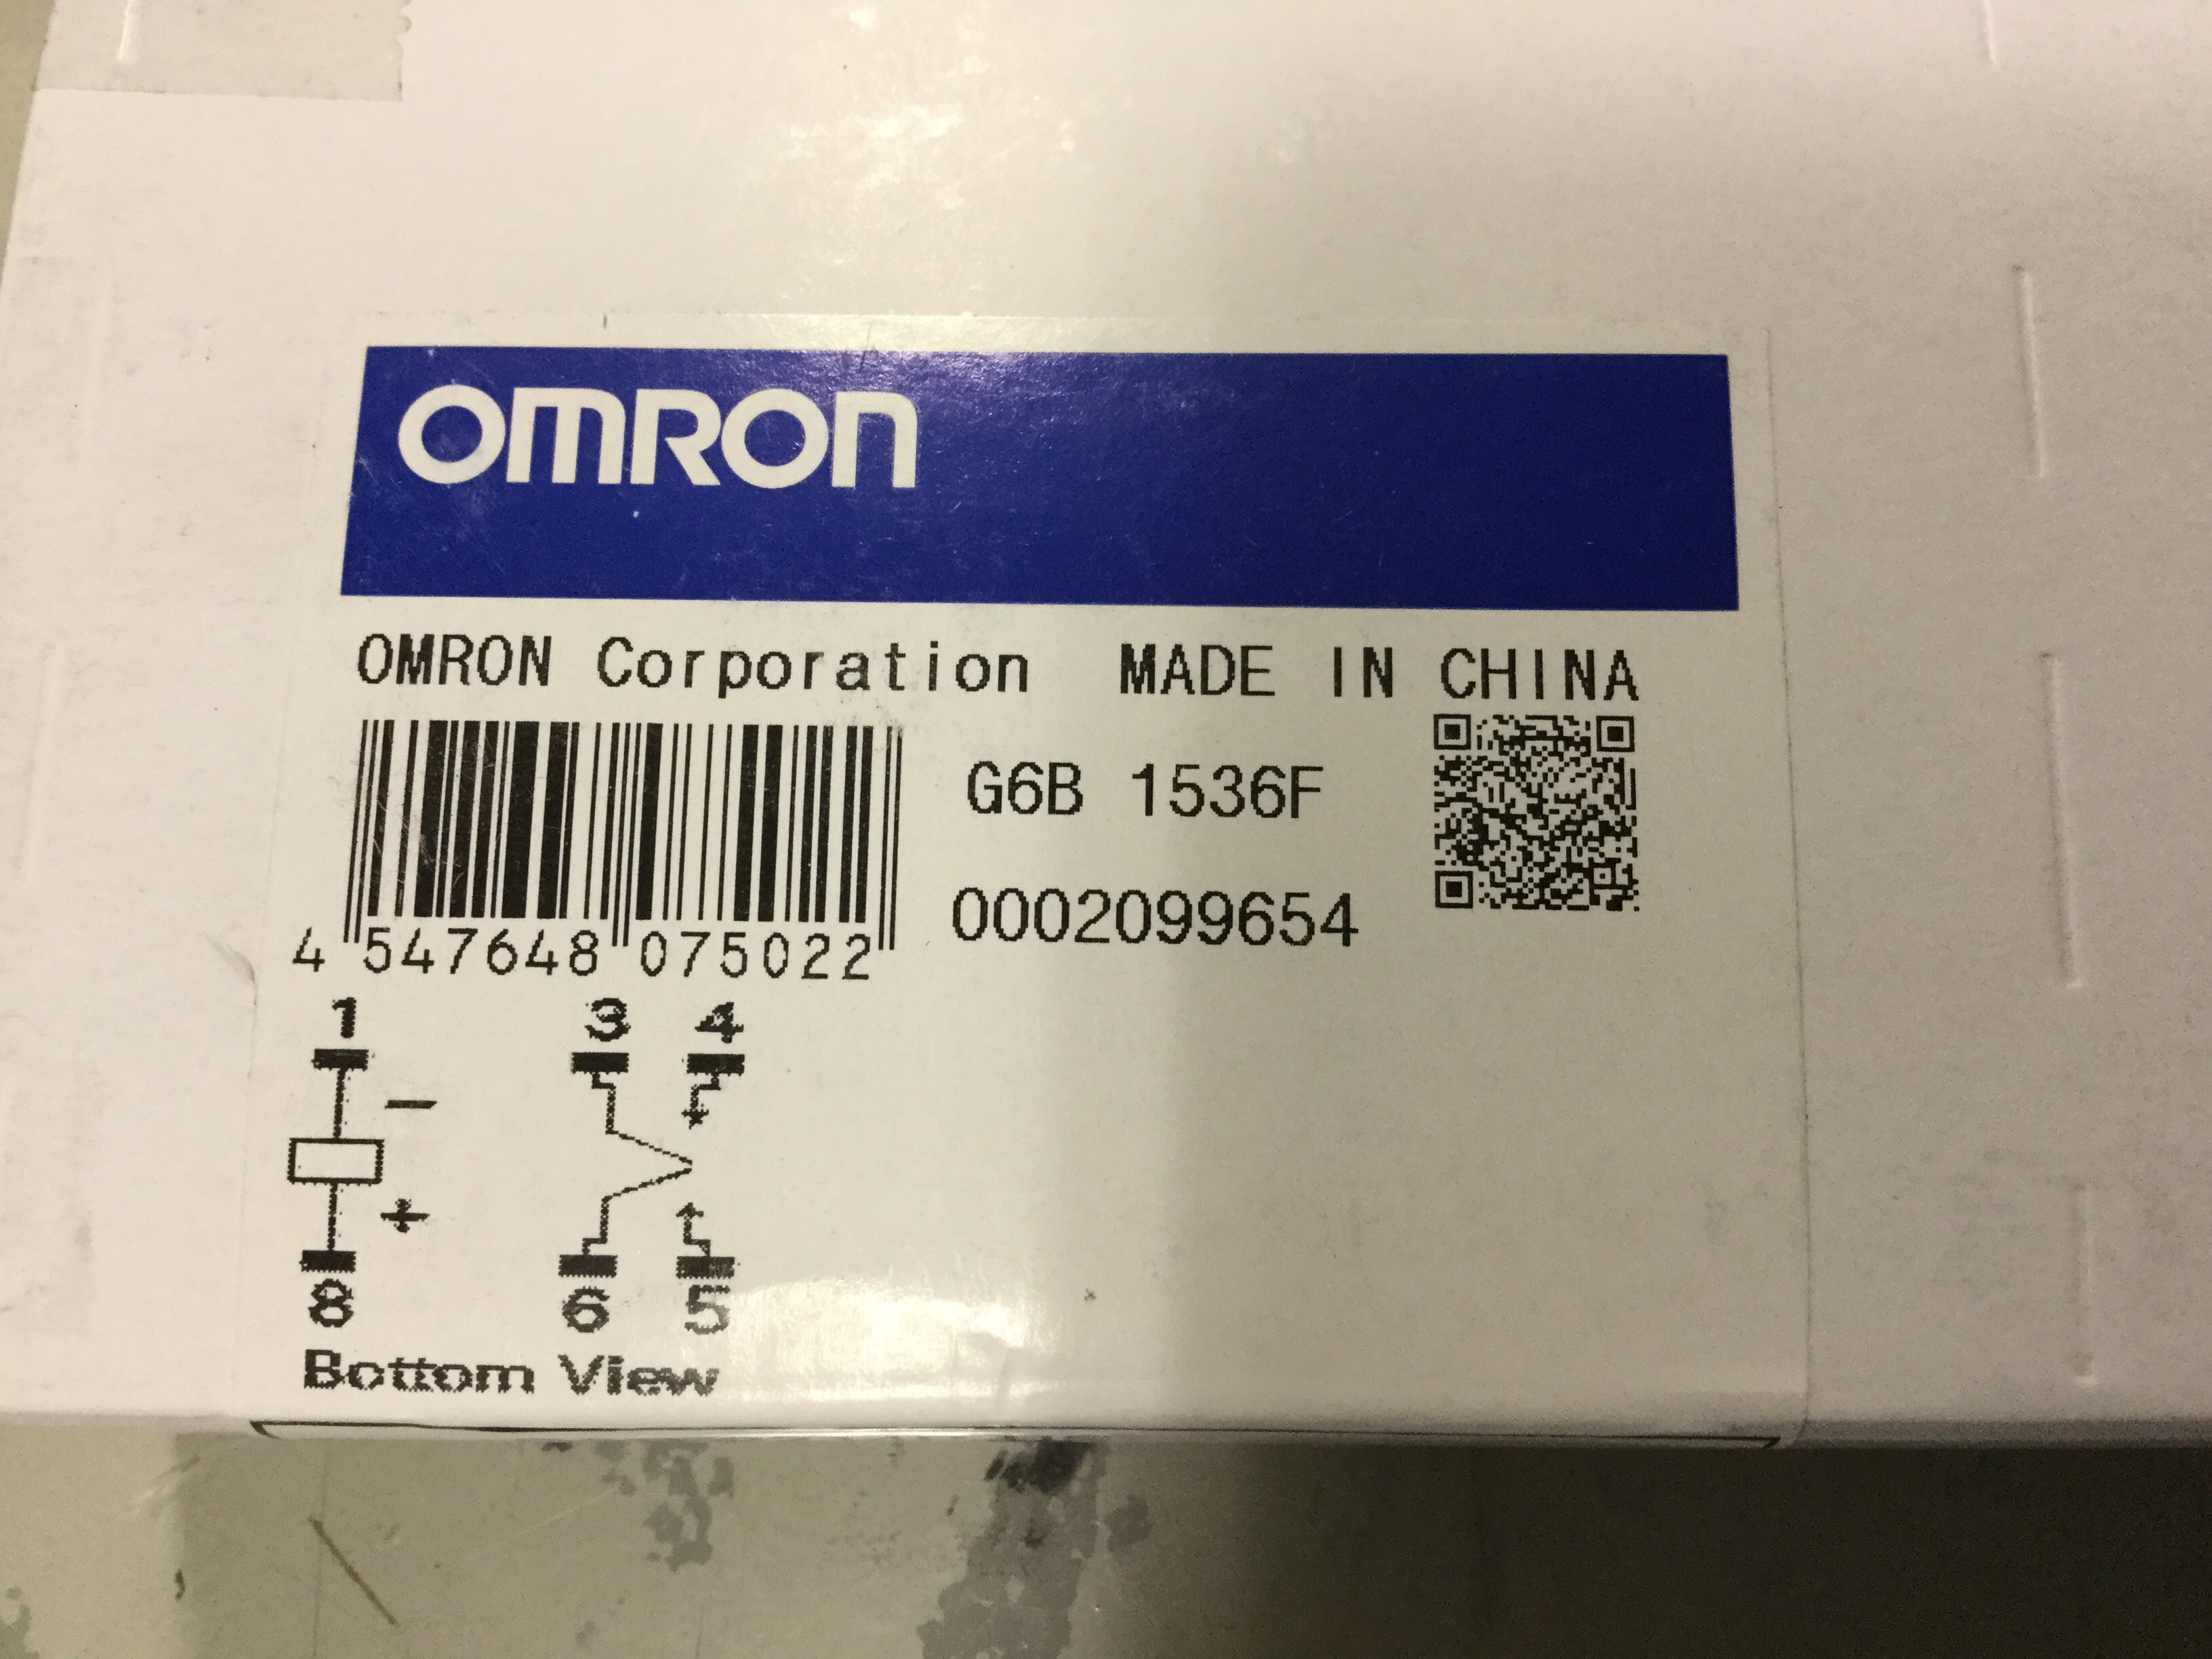 OMRON
OMRON Corporation MADE IN CHINA
G6B 1536F
0002099654
4 547648 075022
1 3 4
− +
8 6 5
Bottom View